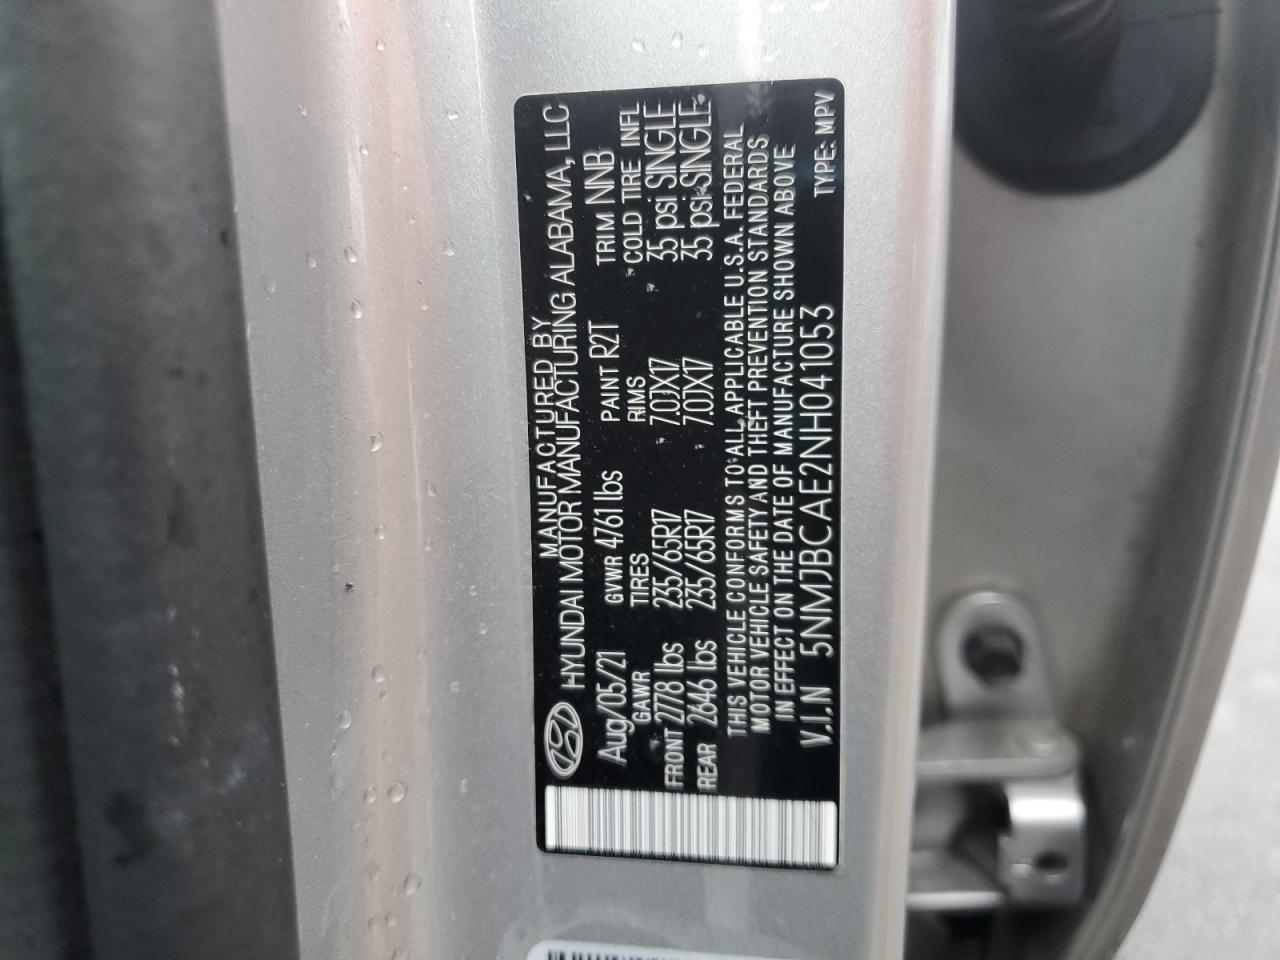 MANUFACTURED BY
HYUNDAI MOTOR MANUFACTURING ALABAMA, LLC
Aug/05/21 GVWR 4761 lbs PAINT R2T TRIM NNB
GAWR TIRES RIMS COLD TIRE INFL
FRONT 2778 lbs 235/65R17 7.0JX17 35 psi SINGLE
REAR 2646 lbs 235/65R17 7.0JX17 35 psi SINGLE
THIS VEHICLE CONFORMS TO ALL APPLICABLE U.S.A. FEDERAL
MOTOR VEHICLE SAFETY AND THEFT PREVENTION STANDARDS
IN EFFECT ON THE DATE OF MANUFACTURE SHOWN ABOVE
V.I.N 5NMJBCAE2NH041053 TYPE: MPV